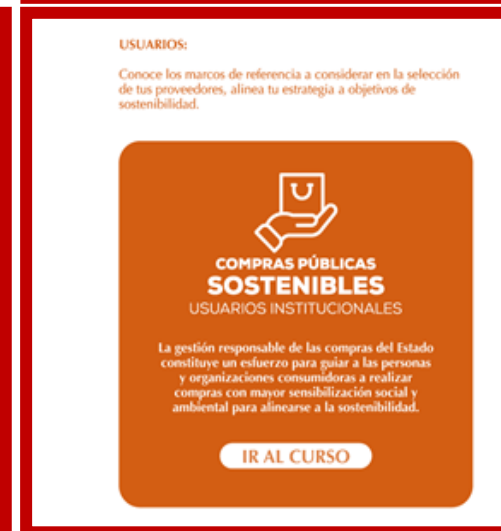 USUARIOS:
Conoce los marcos de referencia a considerar en la selección
de tus proveedores, alinea tu estrategia a objetivos de
sostenibilidad.
COMPRAS PÚBLICAS
SOSTENIBLES
USUARIOS INSTITUCIONALES
La gestión responsable de las compras del Estado
constituye un esfuerzo para guiar a las personas
y organizaciones consumidoras a realizar
compras con mayor sensibilización social y
ambiental para alinearse a la sostenibilidad.
IR AL CURSO